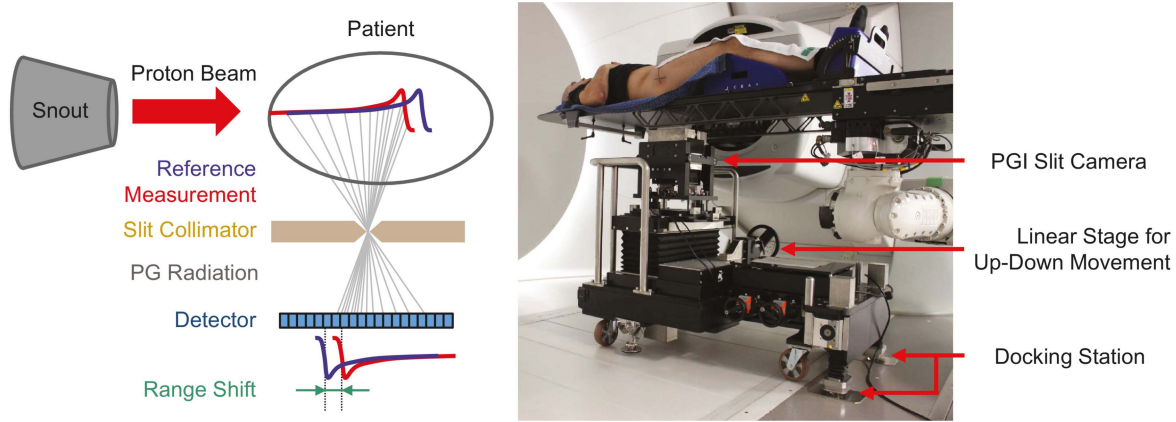 Patient
Proton Beam
Snout
Reference
Measurement
Slit Collimator
PG Radiation
Detector
Range Shift
PGI Slit Camera
Linear Stage for
Up-Down Movement
Docking Station